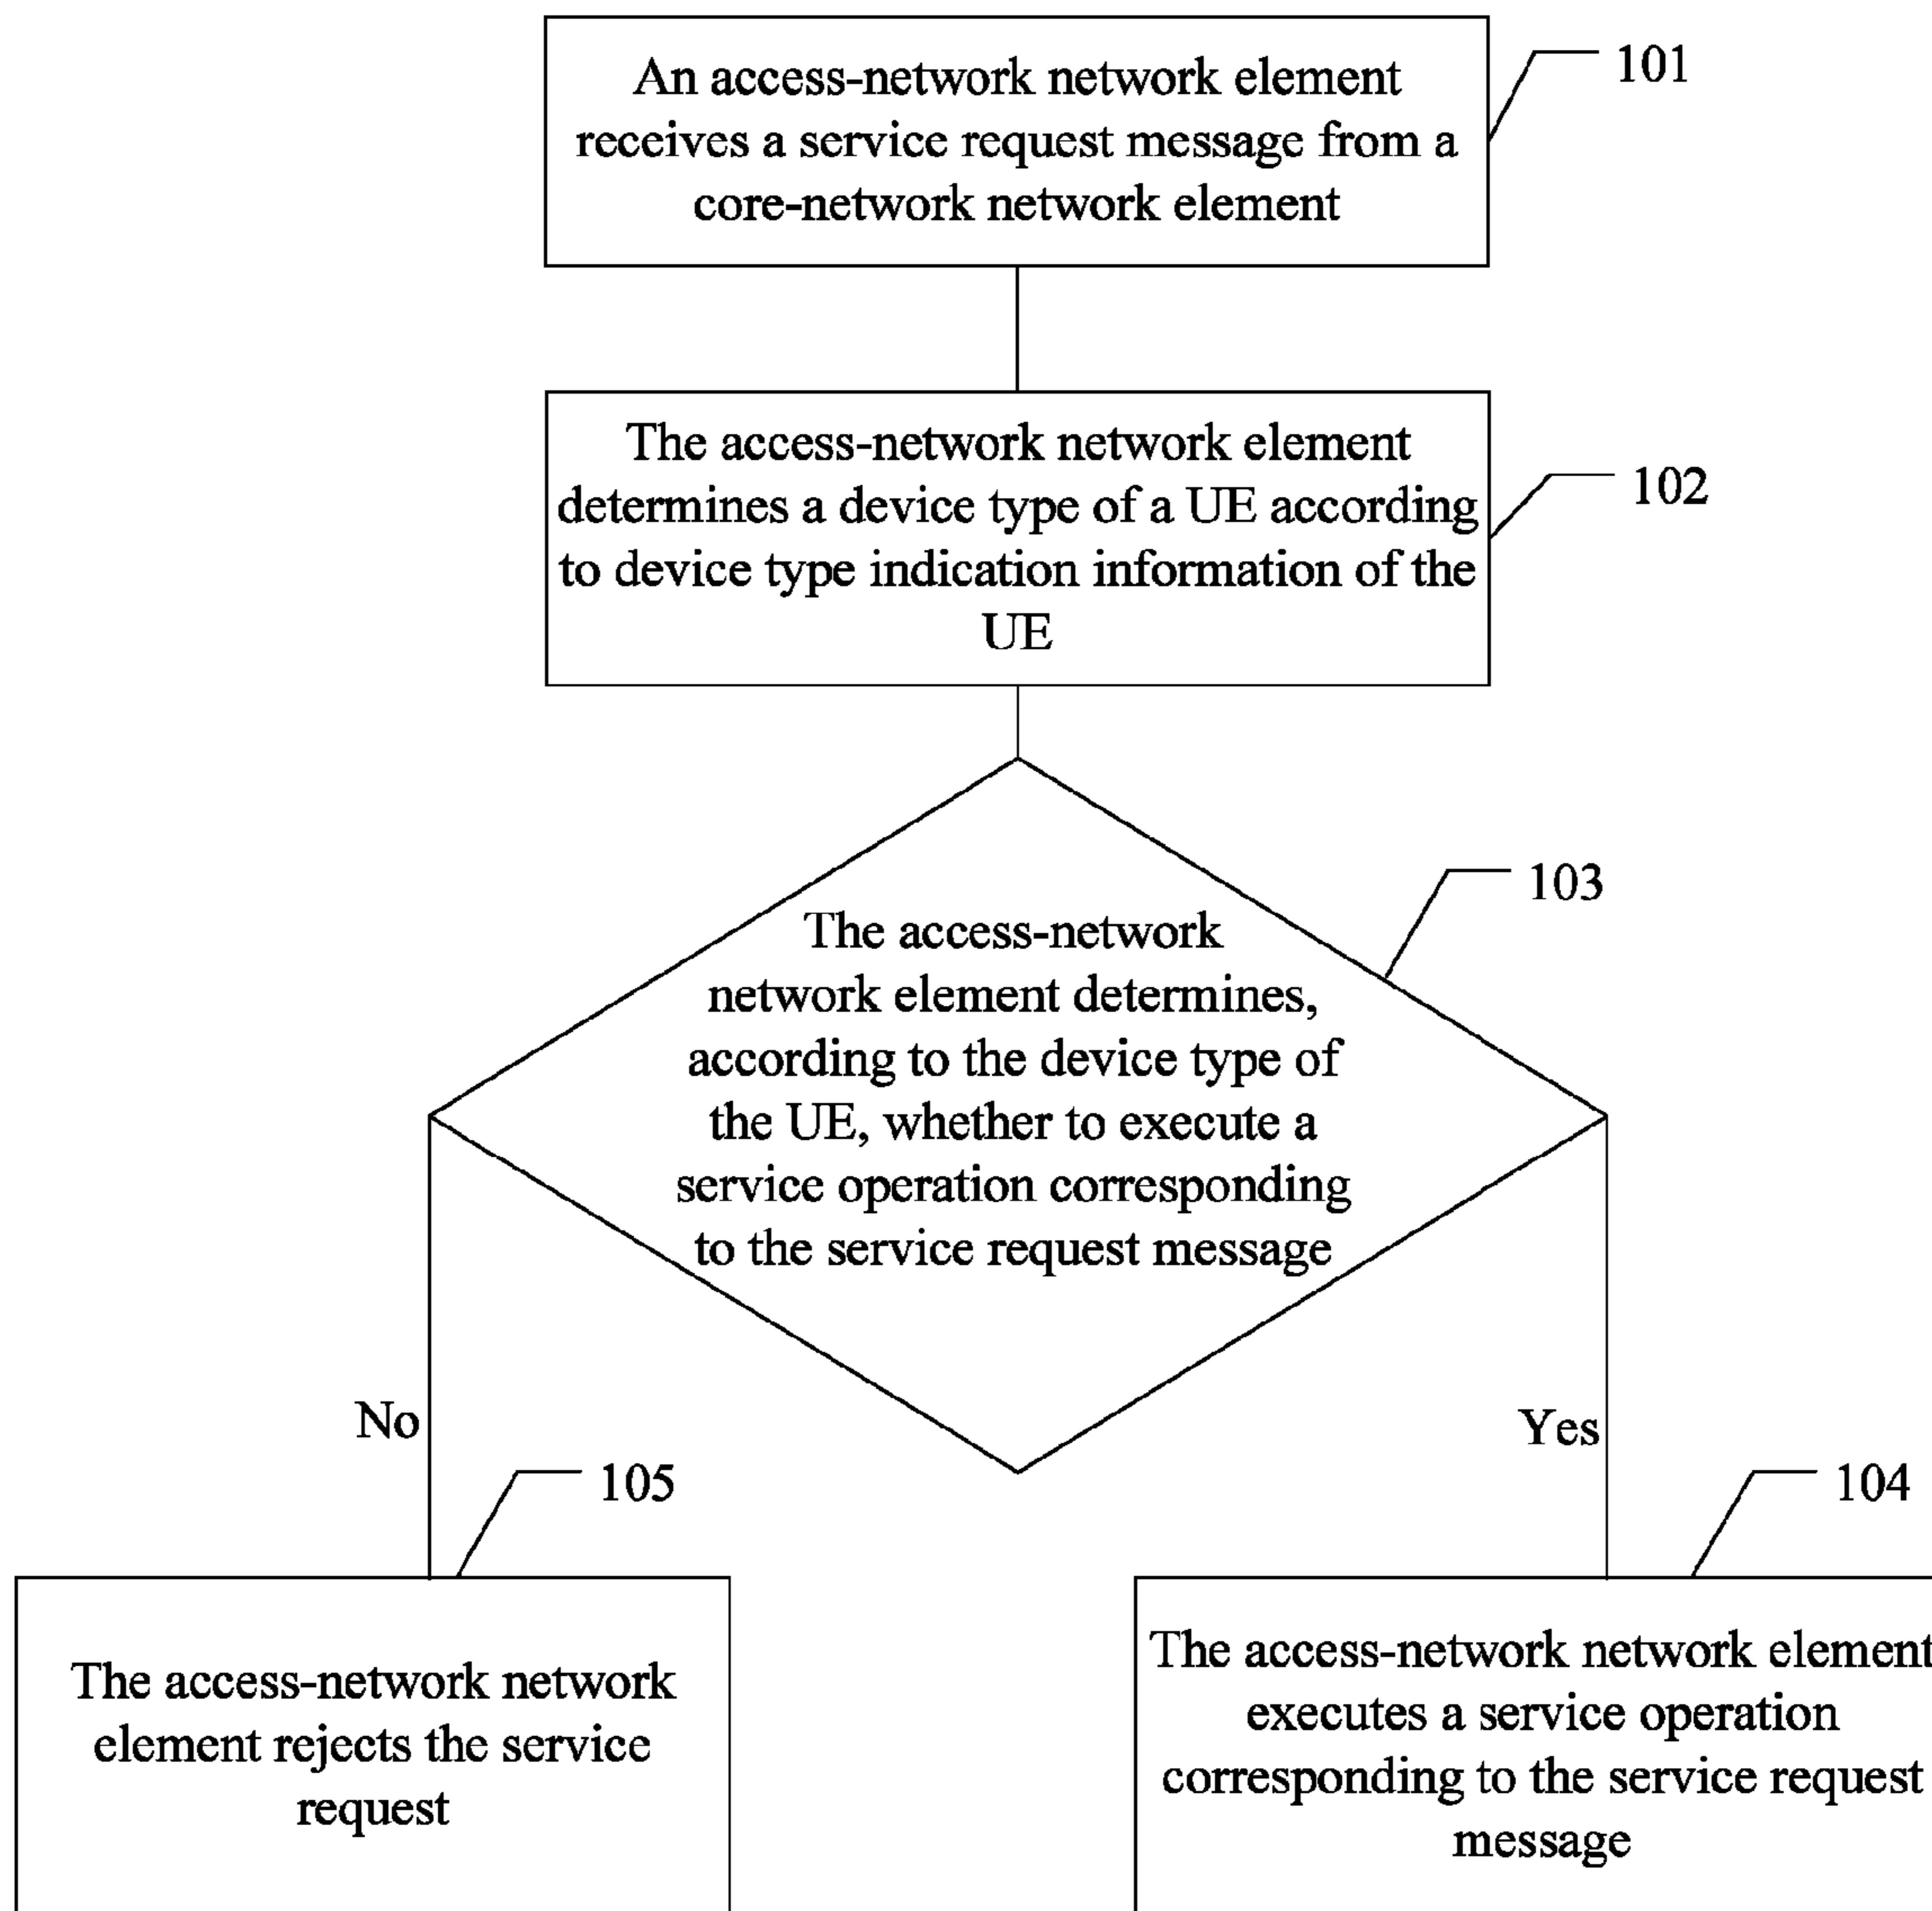 An access-network network element
receives a service request message from a
core-network network element
101
The access-network network element
determines a device type of a UE according
to device type indication information of the
UE
102
The access-network
network element determines,
according to the device type of
the UE, whether to execute a
service operation corresponding
to the service request message
103
No
Yes
105
104
The access-network network
element rejects the service
request
The access-network network element
executes a service operation
corresponding to the service request
message